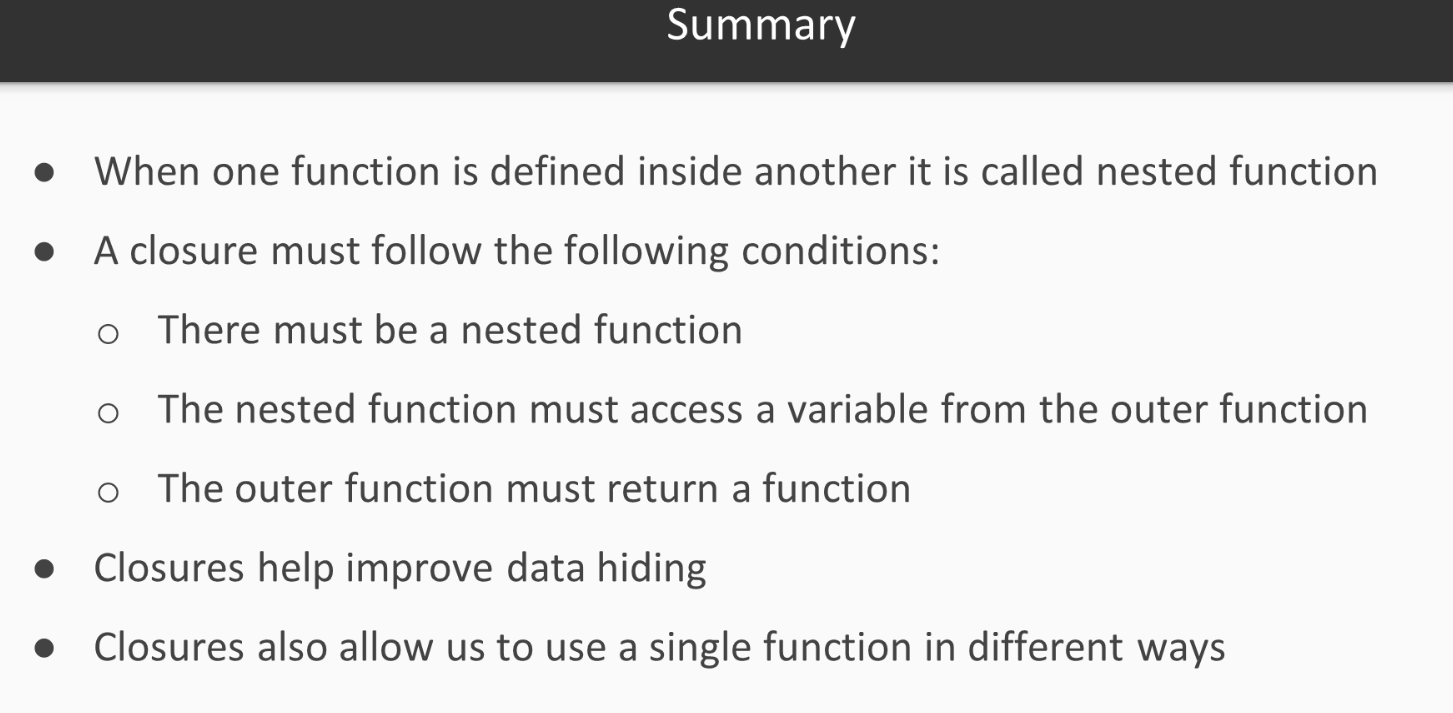 Summary
● When one function is defined inside another it is called nested function
● A closure must follow the following conditions:
○ There must be a nested function
○ The nested function must access a variable from the outer function
○ The outer function must return a function
● Closures help improve data hiding
● Closures also allow us to use a single function in different ways